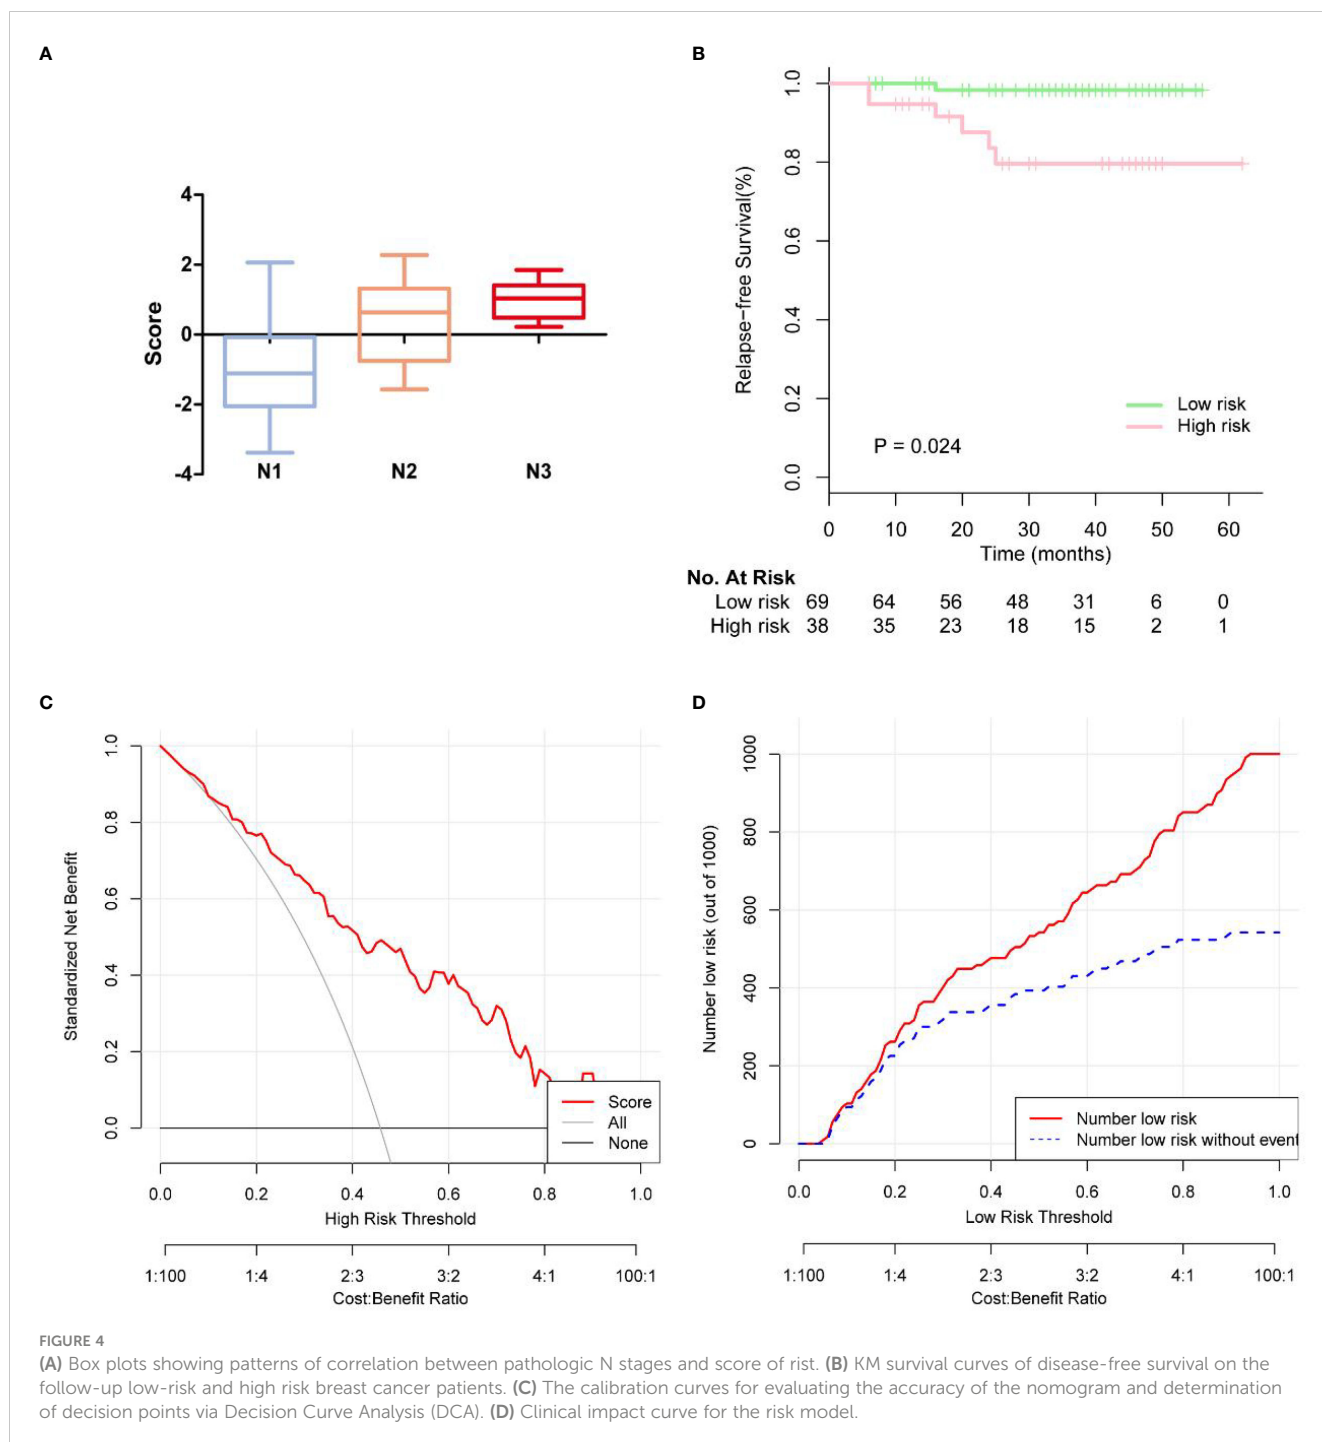 A
4
2
0
-2
-4
Score
N1 N2 N3
B
1.0
0.8
0.6
0.4
0.2
0.0
Relapse-free Survival(%)
Low risk
High risk
P = 0.024
0 10 20 30 40 50 60
Time (months)
No. At Risk
Low risk 69 64 56 48 31 6 0
High risk 38 35 23 18 15 2 1
C
1.0
0.8
0.6
0.4
0.2
0.0
Standardized Net Benefit
Score
All
None
0.0 0.2 0.4 0.6 0.8 1.0
High Risk Threshold
1:100 1:4 2:3 3:2 4:1 100:1
Cost:Benefit Ratio
D
1000
800
600
400
200
0
Number low risk (out of 1000)
Number low risk
Number low risk without event
0.0 0.2 0.4 0.6 0.8 1.0
Low Risk Threshold
1:100 1:4 2:3 3:2 4:1 100:1
Cost:Benefit Ratio
FIGURE 4
(A) Box plots showing patterns of correlation between pathologic N stages and score of rist. (B) KM survival curves of disease-free survival on the
follow-up low-risk and high risk breast cancer patients. (C) The calibration curves for evaluating the accuracy of the nomogram and determination
of decision points via Decision Curve Analysis (DCA). (D) Clinical impact curve for the risk model.